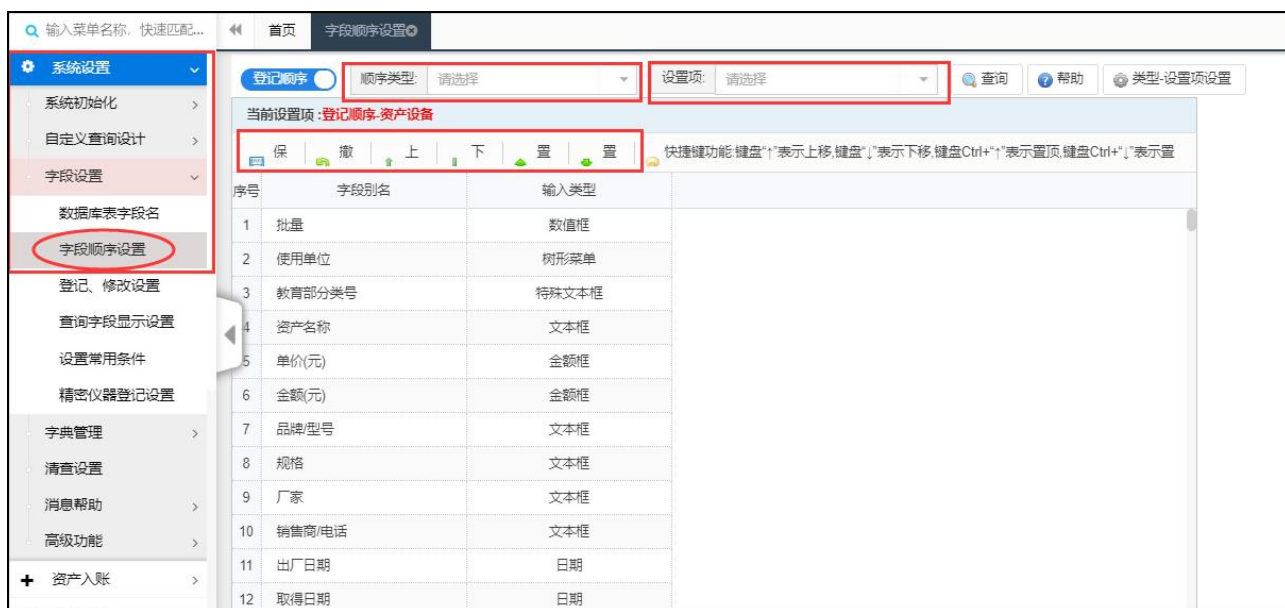 输入菜单名称, 快速匹配...
首页
字段顺序设置
系统设置
系统初始化
自定义查询设计
字段设置
数据库表字段名
字段顺序设置
登记、修改设置
查询字段显示设置
设置常用条件
精密仪器登记设置
字典管理
清查设置
消息帮助
高级功能
资产入账
登记顺序 顺序类型: 请选择 设置项: 请选择 查询 帮助 类型-设置项设置
当前设置项 :登记顺序-资产设备
保 撤 上 下 置 置 快捷键功能:键盘“↑”表示上移,键盘“↓”表示下移,键盘Ctrl+“↑”表示置顶,键盘Ctrl+“↓”表示置
序号 字段别名 输入类型
1 批量 数值框
2 使用单位 树形菜单
3 教育部分类号 特殊文本框
4 资产名称 文本框
5 单价(元) 金额框
6 金额(元) 金额框
7 品牌/型号 文本框
8 规格 文本框
9 厂家 文本框
10 销售商/电话 文本框
11 出厂日期 日期
12 取得日期 日期